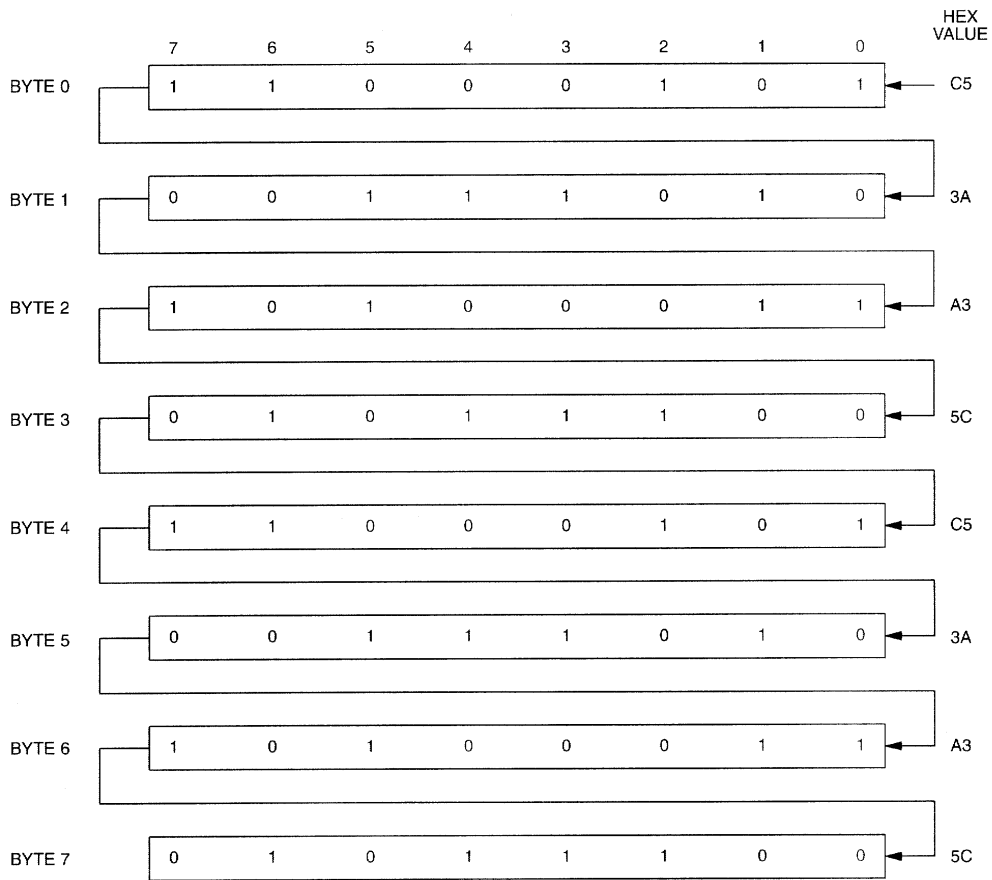 HEX
VALUE
7 6 5 4 3 2 1 0
BYTE 0 1 1 0 0 0 1 0 1 C5
BYTE 1 0 0 1 1 1 0 1 0 3A
BYTE 2 1 0 1 0 0 0 1 1 A3
BYTE 3 0 1 0 1 1 1 0 0 5C
BYTE 4 1 1 0 0 0 1 0 1 C5
BYTE 5 0 0 1 1 1 0 1 0 3A
BYTE 6 1 0 1 0 0 0 1 1 A3
BYTE 7 0 1 0 1 1 1 0 0 5C